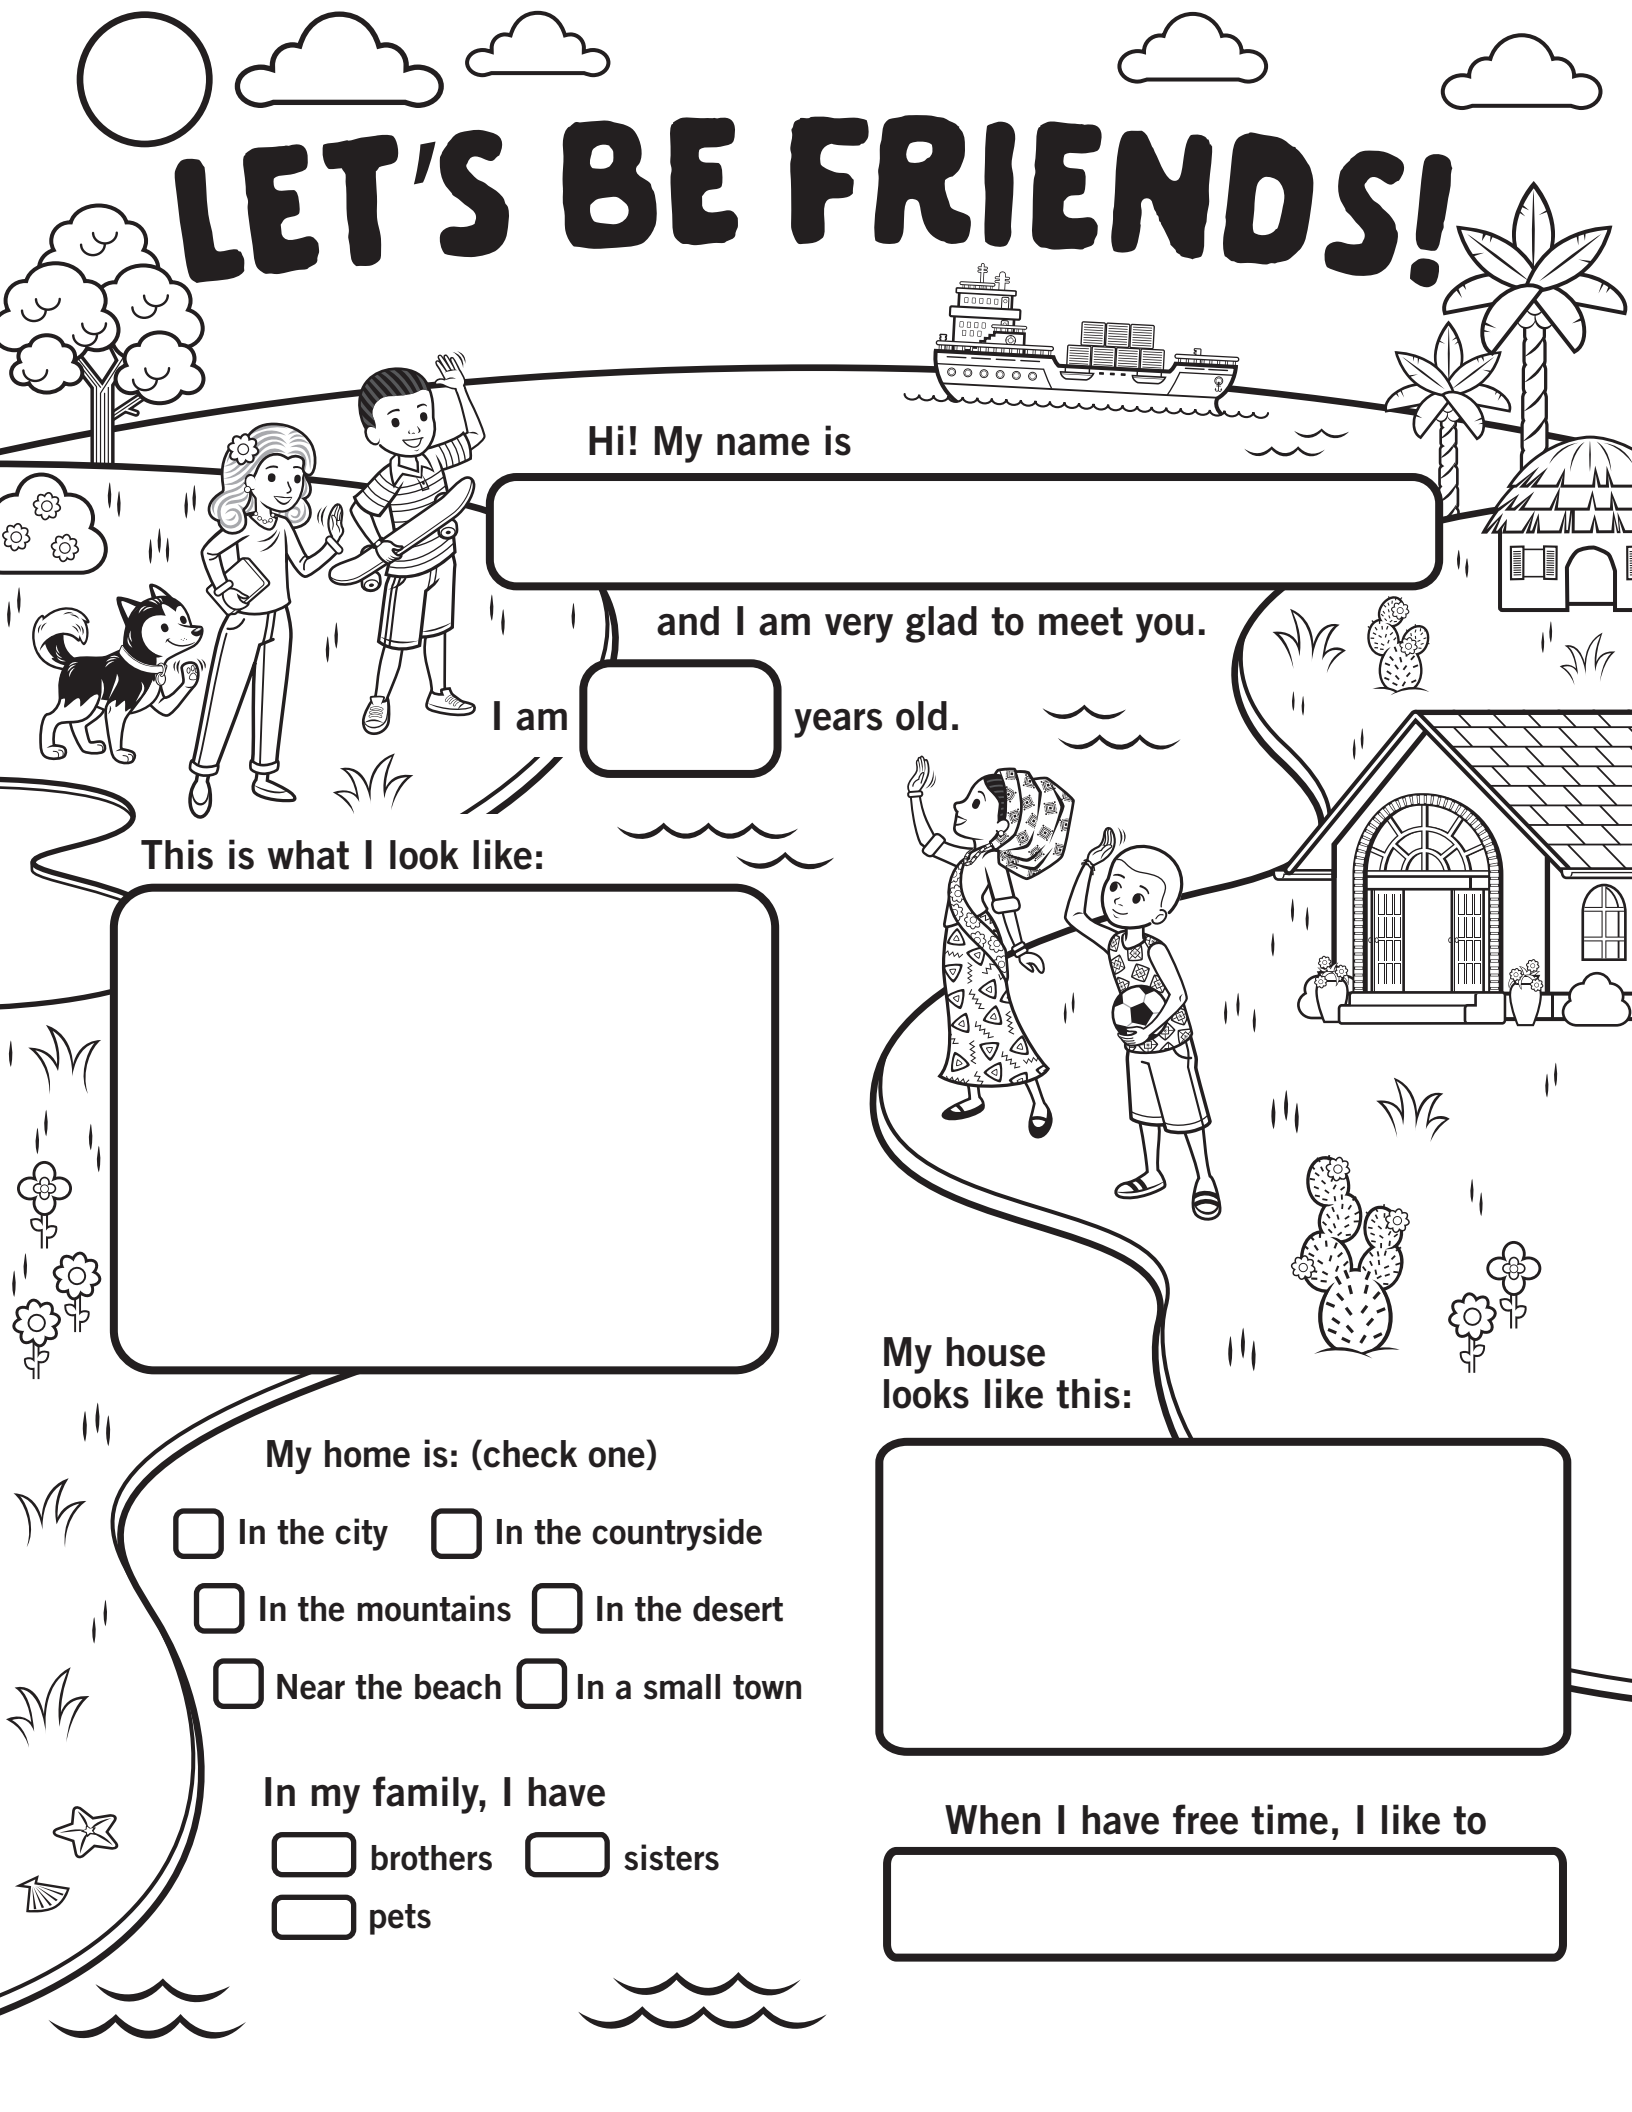 LET'S BE FRIENDS!
Hi! My name is
and I am very glad to meet you.
I am years old.
This is what I look like:
My house
looks like this:
My home is: (check one)
In the city In the countryside
In the mountains In the desert
Near the beach In a small town
In my family, I have
brothers sisters
pets
When I have free time, I like to